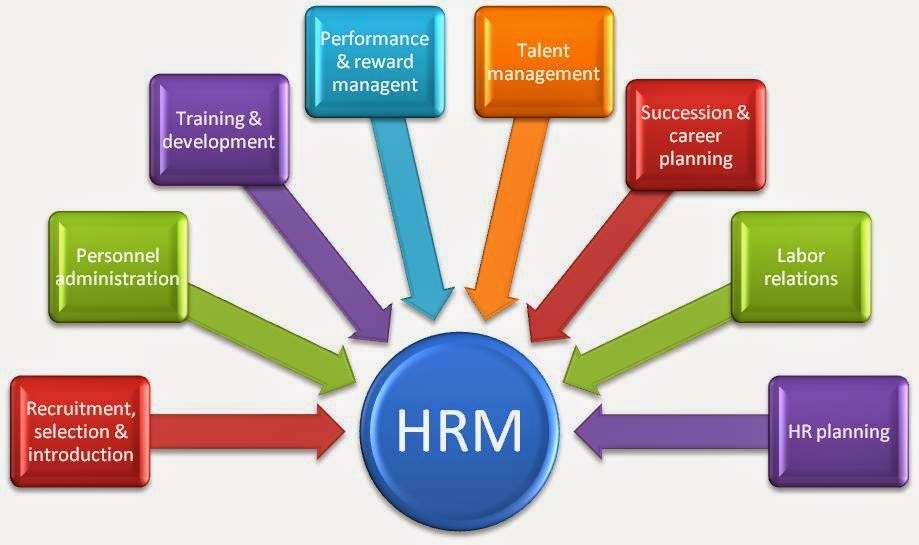 Performance
& reward
managent
Talent
management
Training &
development
Succession &
career
planning
Personnel
administration
Labor
relations
Recruitment,
selection &
introduction
HRM
HR planning